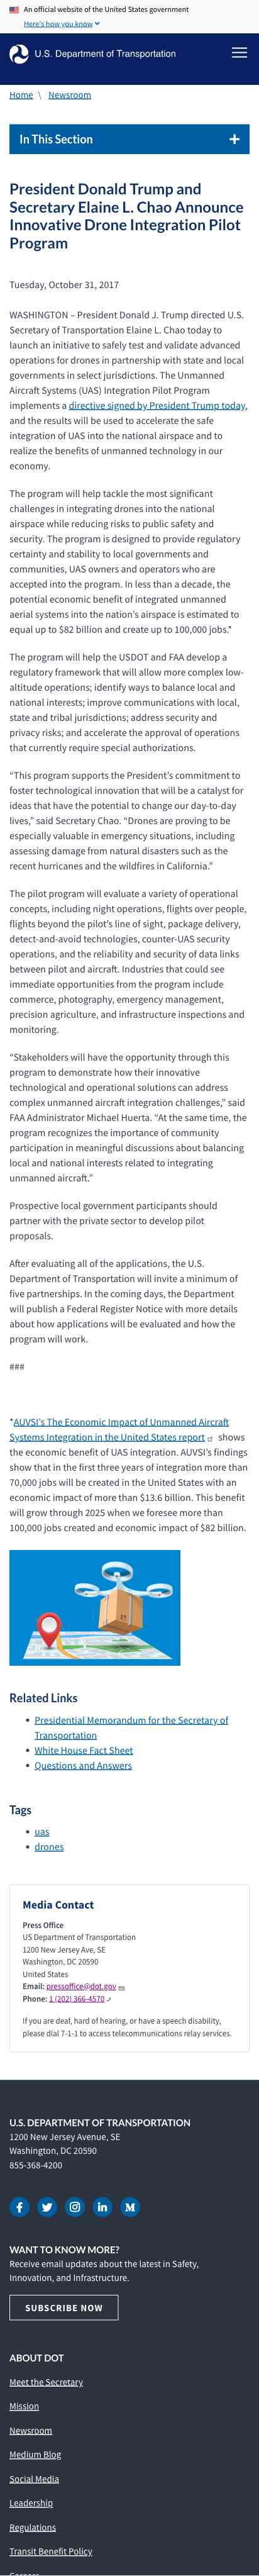 An official website of the United States government
Here's how you know
U.S. Department of Transportation
Home \ Newsroom
In This Section
President Donald Trump and
Secretary Elaine L. Chao Announce
Innovative Drone Integration Pilot
Program
Tuesday, October 31, 2017
WASHINGTON – President Donald J. Trump directed U.S.
Secretary of Transportation Elaine L. Chao today to
launch an initiative to safely test and validate advanced
operations for drones in partnership with state and local
governments in select jurisdictions. The Unmanned
Aircraft Systems (UAS) Integration Pilot Program
implements a directive signed by President Trump today,
and the results will be used to accelerate the safe
integration of UAS into the national airspace and to
realize the benefits of unmanned technology in our
economy.
The program will help tackle the most significant
challenges in integrating drones into the national
airspace while reducing risks to public safety and
security. The program is designed to provide regulatory
certainty and stability to local governments and
communities, UAS owners and operators who are
accepted into the program. In less than a decade, the
potential economic benefit of integrated unmanned
aerial systems into the nation's airspace is estimated to
equal up to $82 billion and create up to 100,000 jobs.*
The program will help the USDOT and FAA develop a
regulatory framework that will allow more complex low-
altitude operations; identify ways to balance local and
national interests; improve communications with local,
state and tribal jurisdictions; address security and
privacy risks; and accelerate the approval of operations
that currently require special authorizations.
“This program supports the President's commitment to
foster technological innovation that will be a catalyst for
ideas that have the potential to change our day-to-day
lives,” said Secretary Chao. “Drones are proving to be
especially valuable in emergency situations, including
assessing damage from natural disasters such as the
recent hurricanes and the wildfires in California.”
The pilot program will evaluate a variety of operational
concepts, including night operations, flights over people,
flights beyond the pilot's line of sight, package delivery,
detect-and-avoid technologies, counter-UAS security
operations, and the reliability and security of data links
between pilot and aircraft. Industries that could see
immediate opportunities from the program include
commerce, photography, emergency management,
precision agriculture, and infrastructure inspections and
monitoring.
“Stakeholders will have the opportunity through this
program to demonstrate how their innovative
technological and operational solutions can address
complex unmanned aircraft integration challenges,” said
FAA Administrator Michael Huerta. “At the same time, the
program recognizes the importance of community
participation in meaningful discussions about balancing
local and national interests related to integrating
unmanned aircraft.”
Prospective local government participants should
partner with the private sector to develop pilot
proposals.
After evaluating all of the applications, the U.S.
Department of Transportation will invite a minimum of
five partnerships. In the coming days, the Department
will publish a Federal Register Notice with more details
about how applications will be evaluated and how the
program will work.
###
*AUVSI's The Economic Impact of Unmanned Aircraft
Systems Integration in the United States report shows
the economic benefit of UAS integration. AUVSI's findings
show that in the first three years of integration more than
70,000 jobs will be created in the United States with an
economic impact of more than $13.6 billion. This benefit
will grow through 2025 when we foresee more than
100,000 jobs created and economic impact of $82 billion.
Related Links
Presidential Memorandum for the Secretary of
Transportation
White House Fact Sheet
Questions and Answers
Tags
uas
drones
Media Contact
Press Office
US Department of Transportation
1200 New Jersey Ave, SE
Washington, DC 20590
United States
Email: pressoffice@dot.gov
Phone: 1 (202) 366-4570
If you are deaf, hard of hearing, or have a speech disability,
please dial 7-1-1 to access telecommunications relay services.
U.S. DEPARTMENT OF TRANSPORTATION
1200 New Jersey Avenue, SE
Washington, DC 20590
855-368-4200
WANT TO KNOW MORE?
Receive email updates about the latest in Safety,
Innovation, and Infrastructure.
SUBSCRIBE NOW
ABOUT DOT
Meet the Secretary
Mission
Newsroom
Medium Blog
Social Media
Leadership
Regulations
Transit Benefit Policy